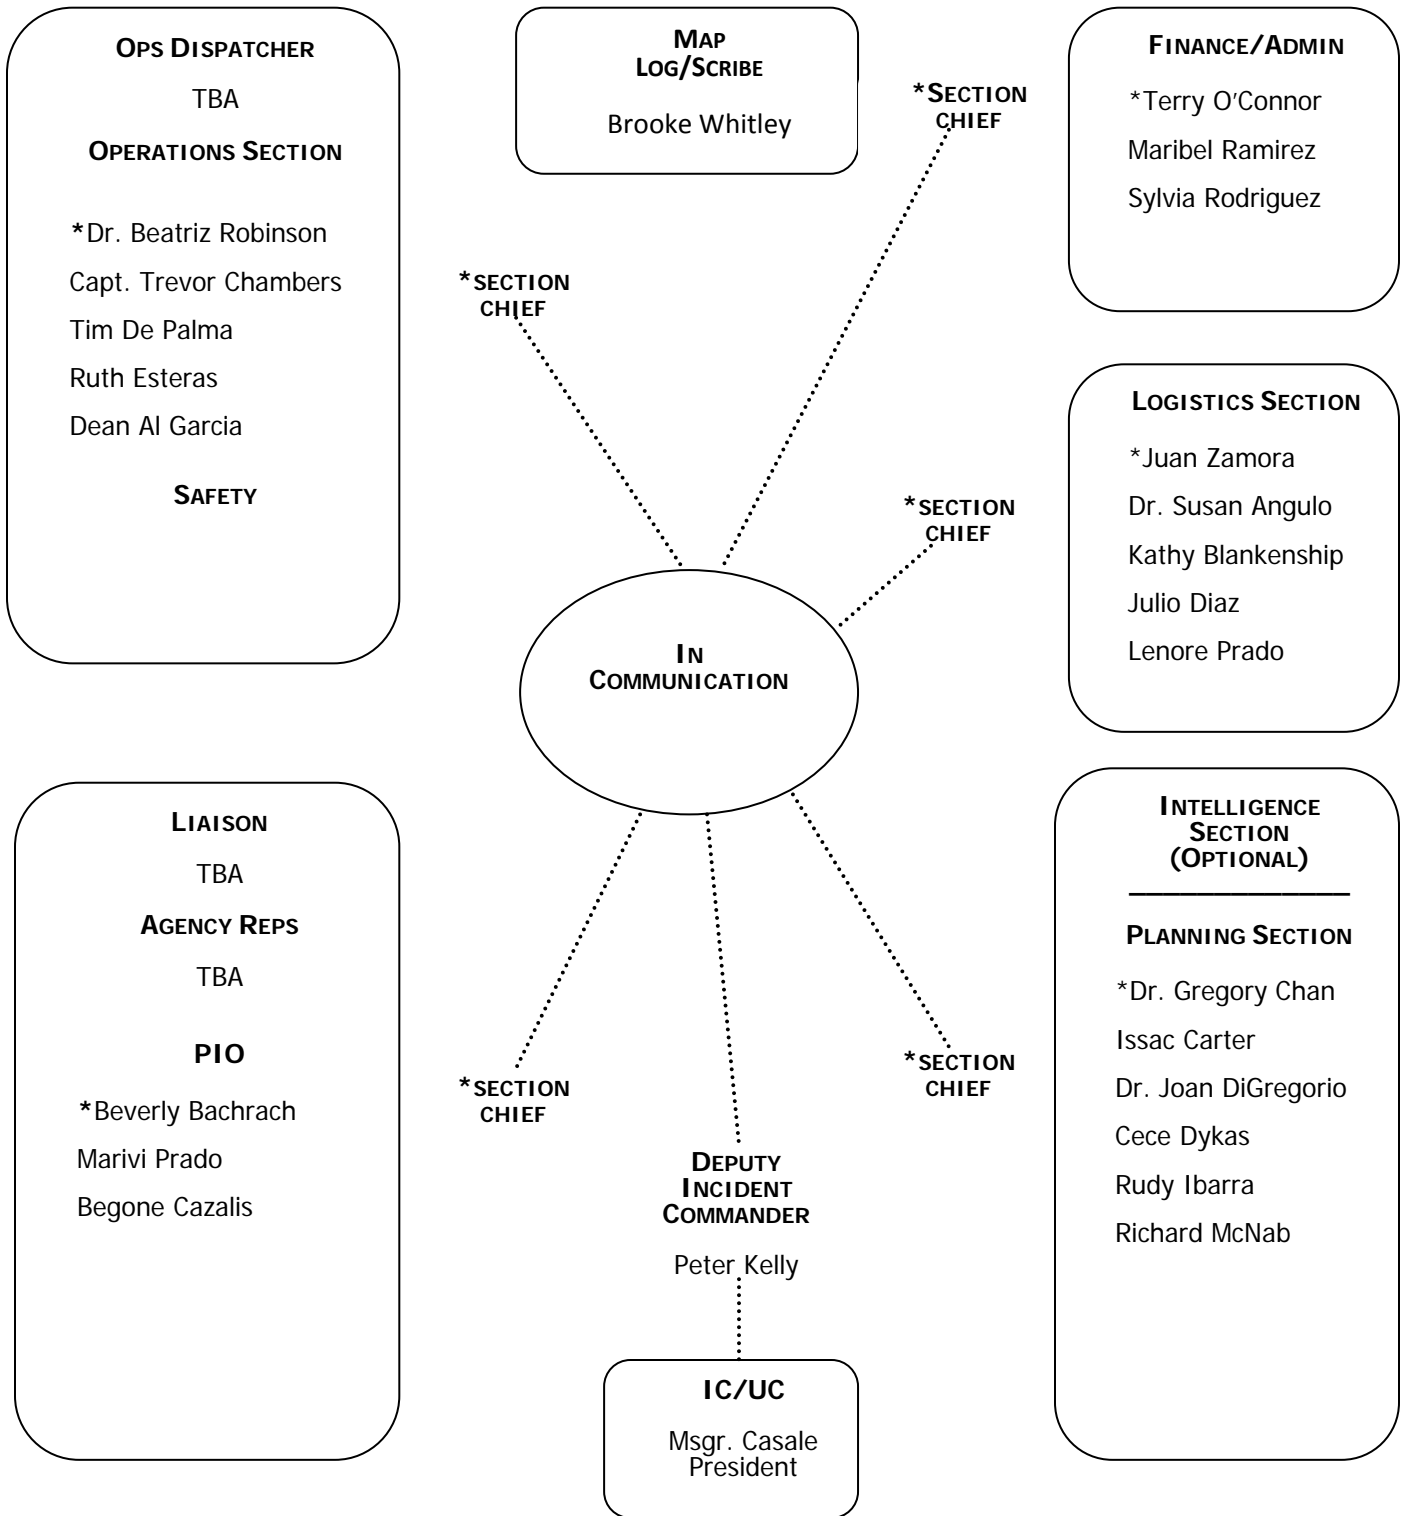 OPS DISPATCHER
TBA
OPERATIONS SECTION
*Dr. Beatriz Robinson
Capt. Trevor Chambers
Tim De Palma
Ruth Esteras
Dean Al Garcia
SAFETY
MAP
LOG/SCRIBE
Brooke Whitley
*SECTION
CHIEF
FINANCE/ADMIN
*Terry O'Connor
Maribel Ramirez
Sylvia Rodriguez
*SECTION
CHIEF
LOGISTICS SECTION
*Juan Zamora
Dr. Susan Angulo
Kathy Blankenship
Julio Diaz
Lenore Prado
*SECTION
CHIEF
IN
COMMUNICATION
LIAISON
TBA
AGENCY REPS
TBA
PIO
*Beverly Bachrach
Marivi Prado
Begone Cazalis
*SECTION
CHIEF
*SECTION
CHIEF
INTELLIGENCE
SECTION
(OPTIONAL)
PLANNING SECTION
*Dr. Gregory Chan
Issac Carter
Dr. Joan DiGregorio
Cece Dykas
Rudy Ibarra
Richard McNab
DEPUTY
INCIDENT
COMMANDER
Peter Kelly
IC/UC
Msgr. Casale
President